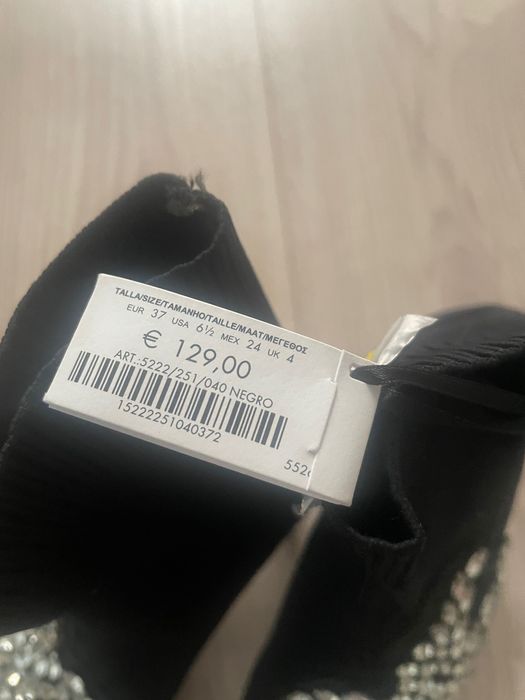 TALLA/SIZE/TAMANHO/TAILLE/MAAT/ΜΕΓΕΘΟΣ
EUR 37 USA 6½ MEX 24 UK 4
€ 129,00
ART.:5222/251/040 NEGRO
15222251040372